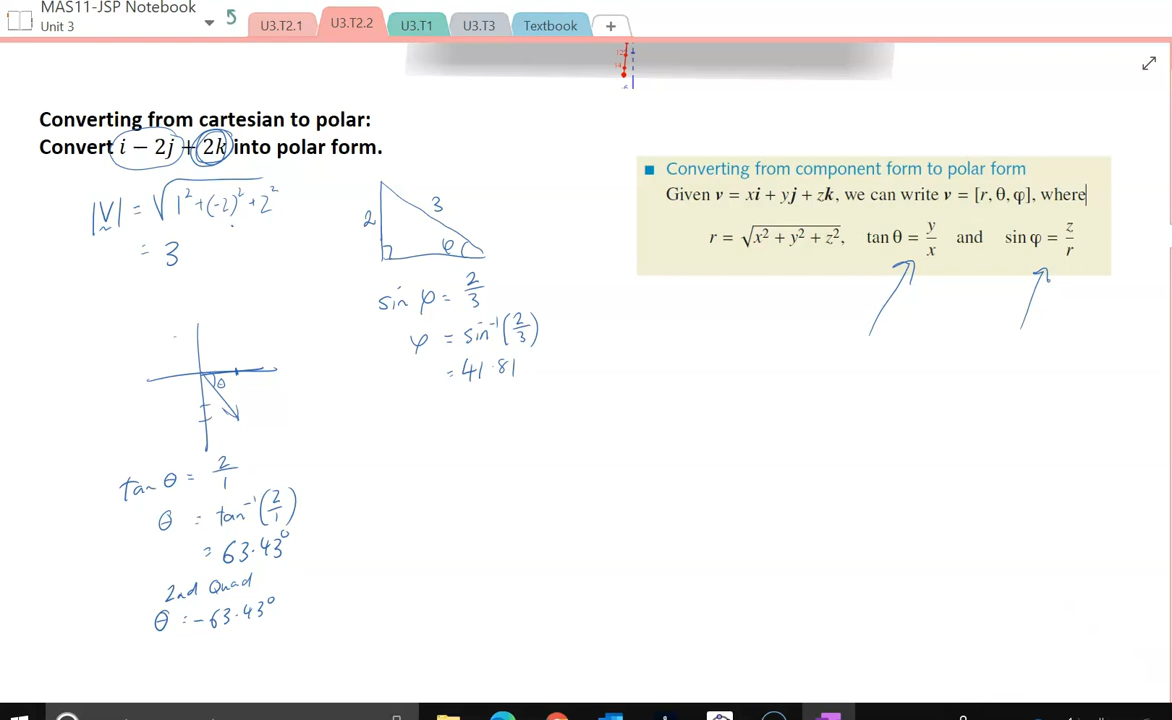 MAS11-JSP Notebook
Unit 3
U3.T2.1
U3.T2.2
U3.T1
U3.T3
Textbook
+
Converting from cartesian to polar:
Convert i − 2j + 2k into polar form.
|V| = √1² + (-2)² + 2²
= 3
2
3
φ
sin φ = 2/3
φ = sin⁻¹(2/3)
= 41.81
θ
tan θ = 2/1
θ = tan⁻¹(2/1)
= 63.43°
2nd Quad
θ = -63.43°
■ Converting from component form to polar form
Given v = xi + yj + zk, we can write v = [r, θ, φ], where
r = √x² + y² + z², tan θ = y/x and sin φ = z/r